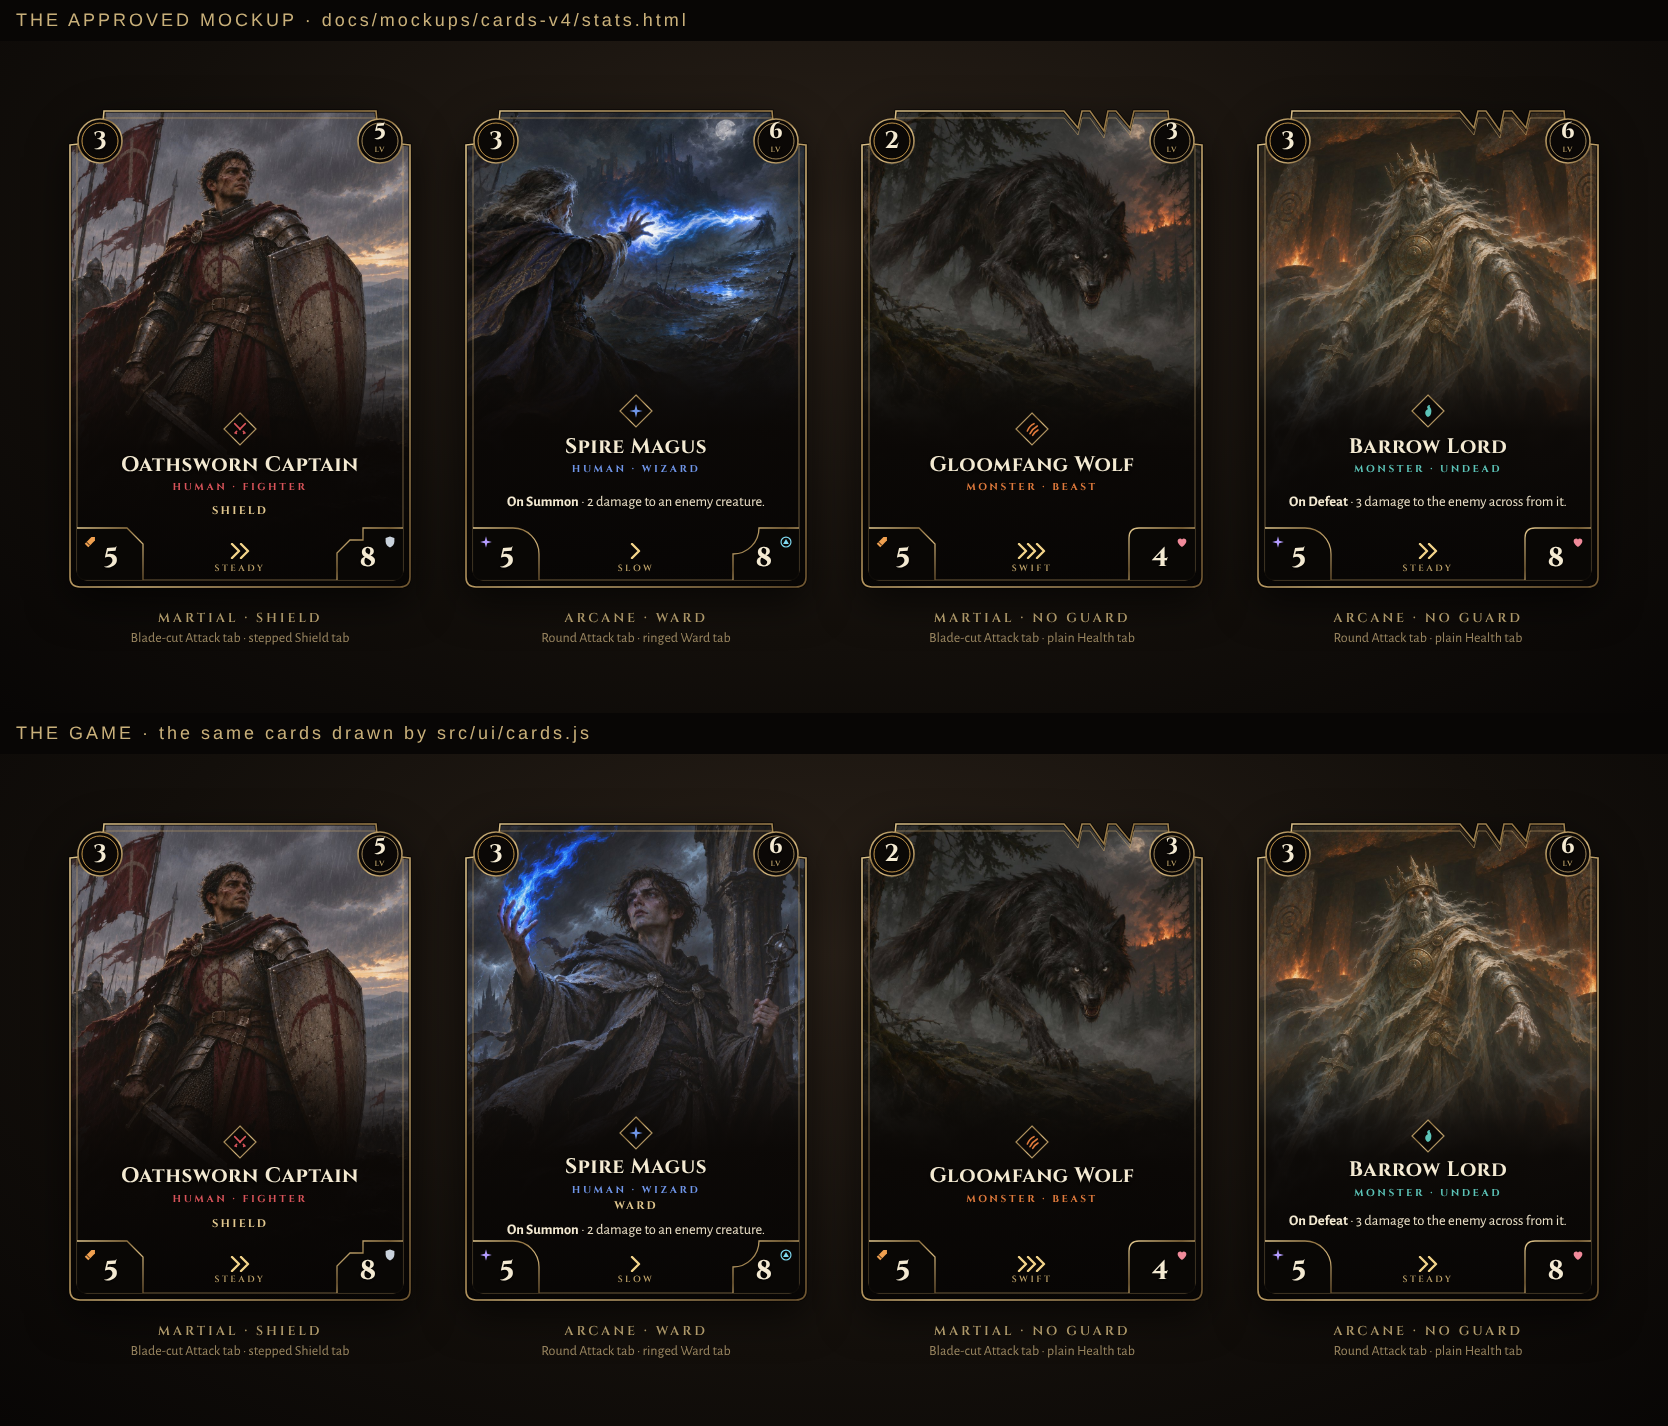 THE APPROVED MOCKUP · docs/mockups/cards-v4/stats.html
3
5
LV
OATHSWORN CAPTAIN
HUMAN · FIGHTER
SHIELD
5
STEADY
8
MARTIAL · SHIELD
Blade-cut Attack tab · stepped Shield tab
3
6
LV
SPIRE MAGUS
HUMAN · WIZARD
On Summon · 2 damage to an enemy creature.
5
SLOW
8
ARCANE · WARD
Round Attack tab · ringed Ward tab
2
3
LV
GLOOMFANG WOLF
MONSTER · BEAST
5
SWIFT
4
MARTIAL · NO GUARD
Blade-cut Attack tab · plain Health tab
3
6
LV
BARROW LORD
MONSTER · UNDEAD
On Defeat · 3 damage to the enemy across from it.
5
STEADY
8
ARCANE · NO GUARD
Round Attack tab · plain Health tab
THE GAME · the same cards drawn by src/ui/cards.js
3
5
LV
OATHSWORN CAPTAIN
HUMAN · FIGHTER
SHIELD
5
STEADY
8
MARTIAL · SHIELD
Blade-cut Attack tab · stepped Shield tab
3
6
LV
SPIRE MAGUS
HUMAN · WIZARD
WARD
On Summon · 2 damage to an enemy creature.
5
SLOW
8
ARCANE · WARD
Round Attack tab · ringed Ward tab
2
3
LV
GLOOMFANG WOLF
MONSTER · BEAST
5
SWIFT
4
MARTIAL · NO GUARD
Blade-cut Attack tab · plain Health tab
3
6
LV
BARROW LORD
MONSTER · UNDEAD
On Defeat · 3 damage to the enemy across from it.
5
STEADY
8
ARCANE · NO GUARD
Round Attack tab · plain Health tab